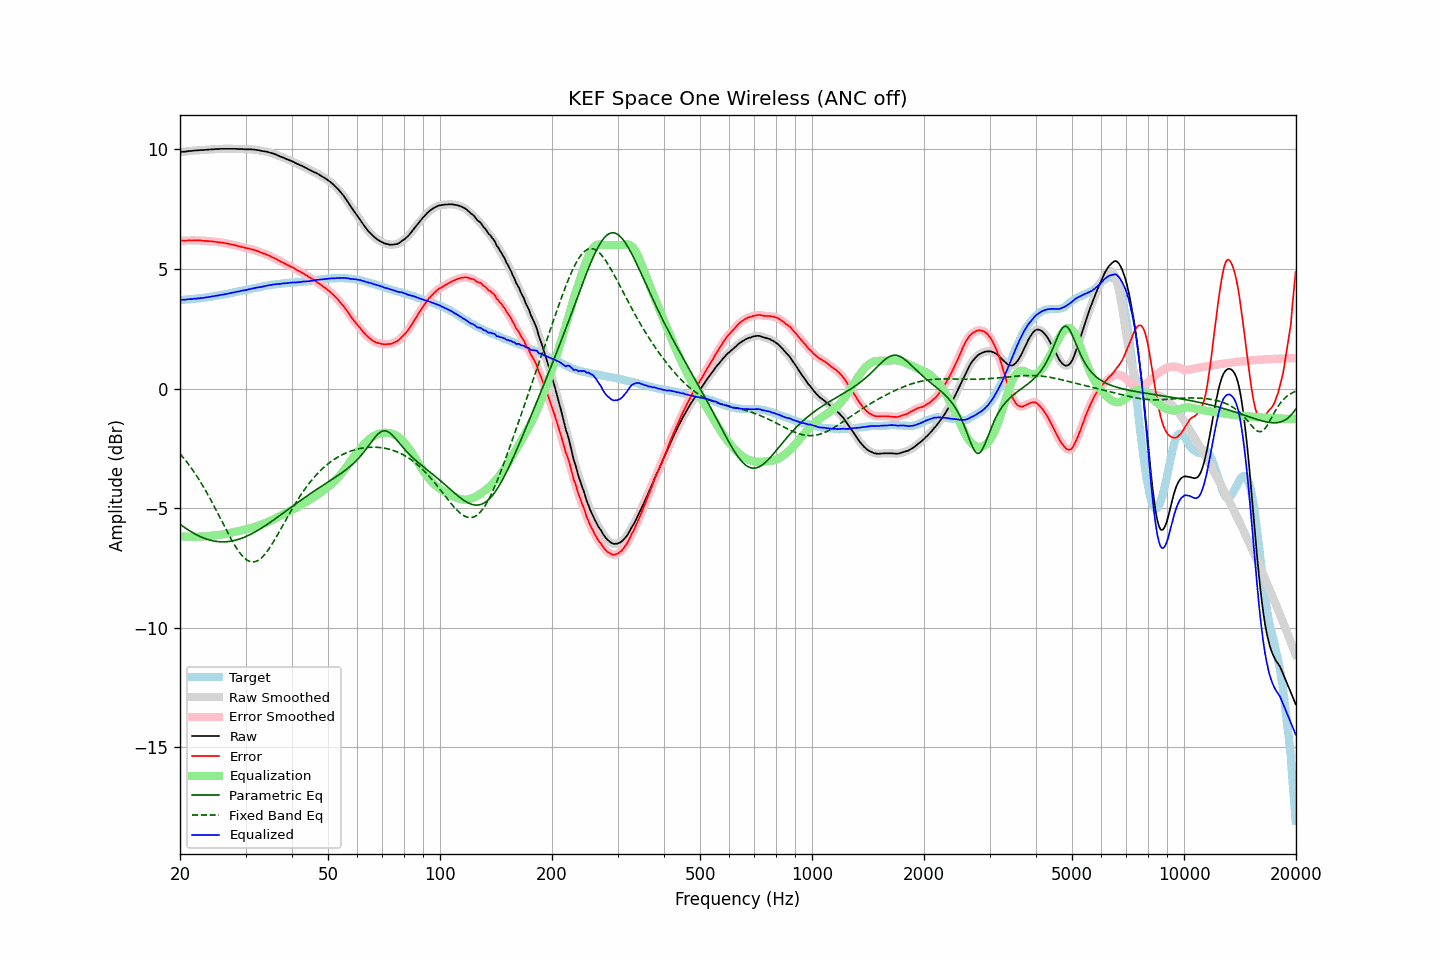 KEF Space One Wireless (ANC off)
10
5
0
−5
−10
−15
Amplitude (dBr)
Target
Raw Smoothed
Error Smoothed
Raw
Error
Equalization
Parametric Eq
Fixed Band Eq
Equalized
20 50 100 200 500 1000 2000 5000 10000 20000
Frequency (Hz)